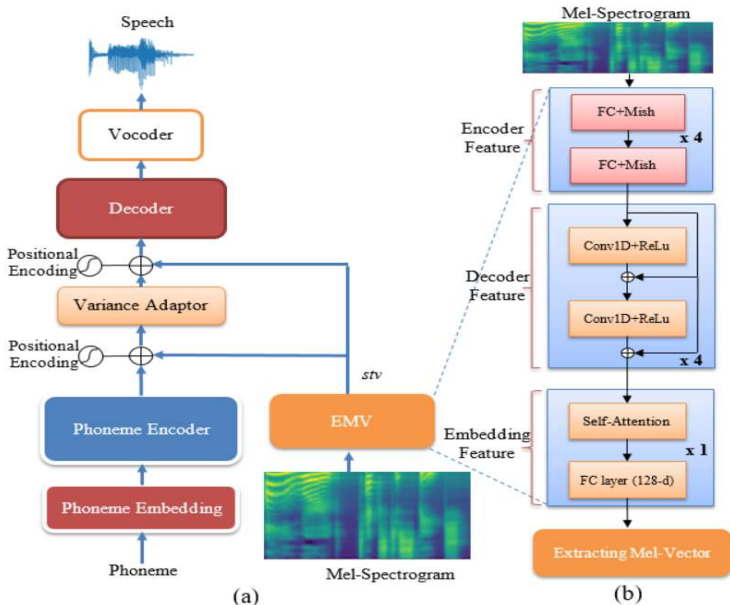 Speech
Vocoder
Decoder
Positional
Encoding
Variance Adaptor
Positional
Encoding
stv
Phoneme Encoder
EMV
Phoneme Embedding
Phoneme
Mel-Spectrogram
(a)
Mel-Spectrogram
Encoder
Feature
FC+Mish
x 4
FC+Mish
Decoder
Feature
Conv1D+ReLu
Conv1D+ReLu
x 4
Embedding
Feature
Self-Attention
x 1
FC layer (128-d)
Extracting Mel-Vector
(b)